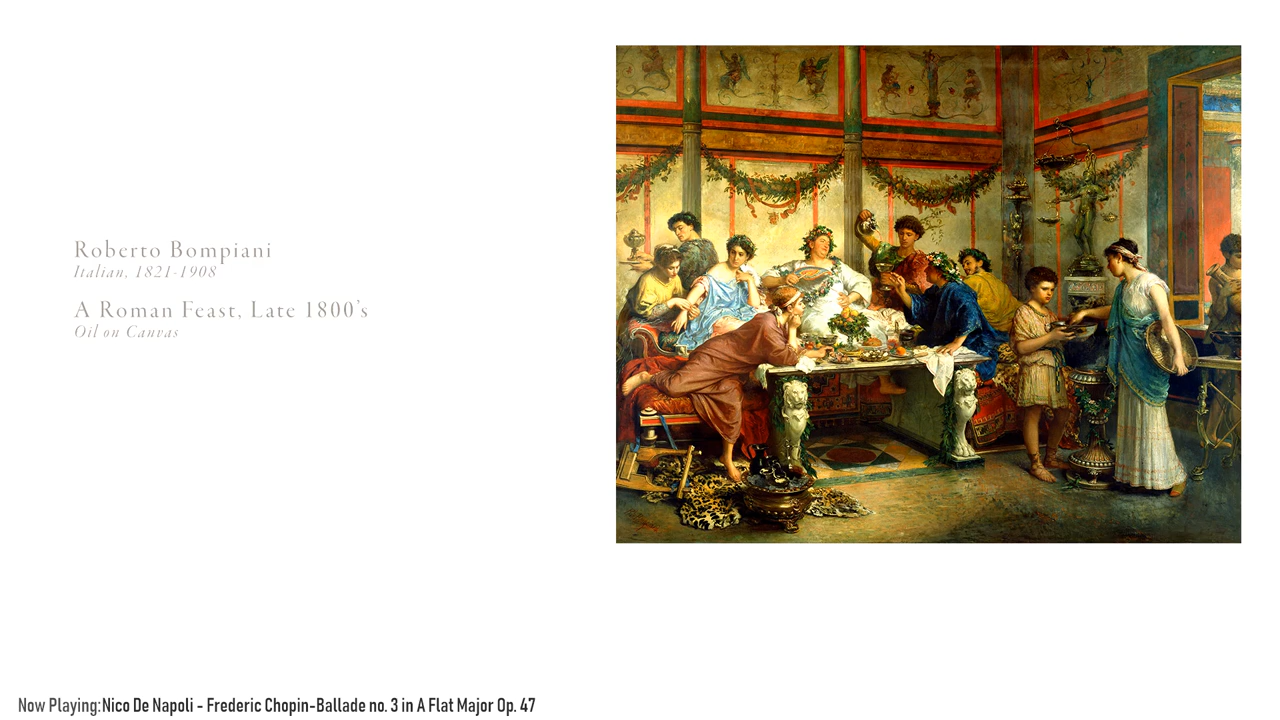 Roberto Bompiani
Italian, 1821-1908
A Roman Feast, Late 1800's
Oil on Canvas
Now Playing:Nico De Napoli - Frederic Chopin-Ballade no. 3 in A Flat Major Op. 47